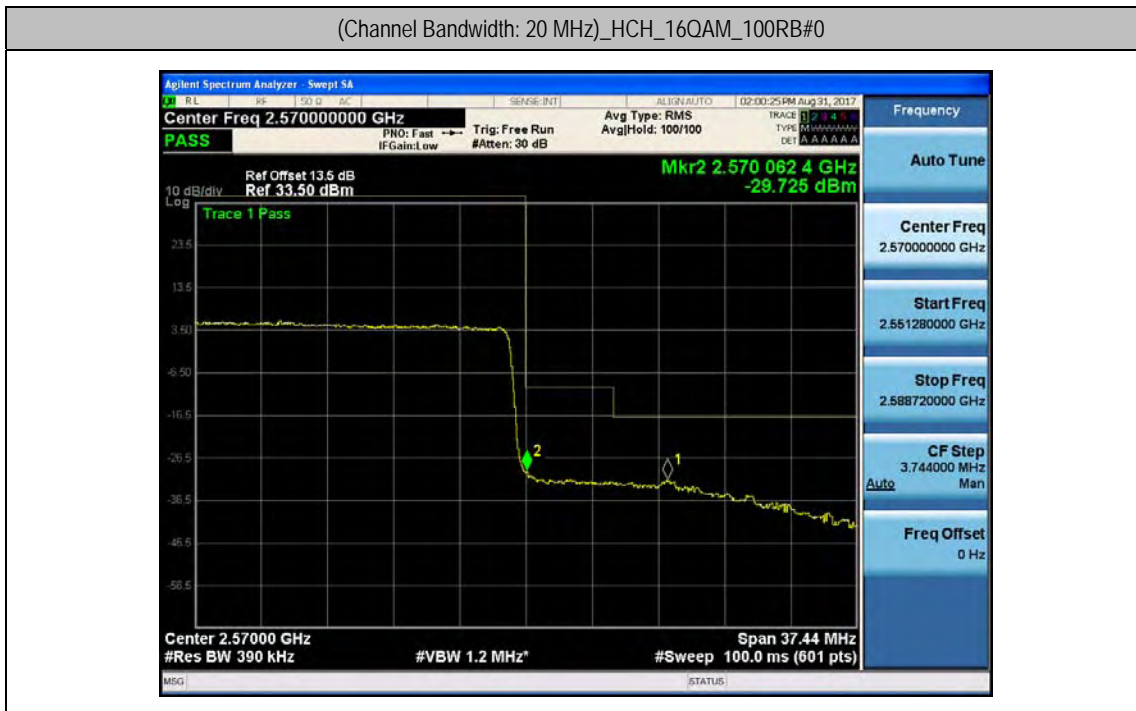 (Channel Bandwidth: 20 MHz)_HCH_16QAM_100RB#0
Agilent Spectrum Analyzer - Swept SA
RL RF 50 Ω AC SENSE:INT ALIGN AUTO 02:00:25 PM Aug 31, 2017
Center Freq 2.570000000 GHz
PASS
PNO: Fast
IFGain:Low
Trig: Free Run
#Atten: 30 dB
Avg Type: RMS
Avg|Hold: 100/100
TRACE 1 2 3 4 5 6
TYPE M
DET A A A A A A
Mkr2 2.570 062 4 GHz
-29.725 dBm
Ref Offset 13.5 dB
10 dB/div Ref 33.50 dBm
Log
Trace 1 Pass
23.5
13.5
3.50
-6.50
-16.5
-26.5
-36.5
-46.5
-56.5
2
1
Center 2.57000 GHz Span 37.44 MHz
#Res BW 390 kHz #VBW 1.2 MHz* #Sweep 100.0 ms (601 pts)
MSG STATUS
Frequency
Auto Tune
Center Freq
2.570000000 GHz
Start Freq
2.551280000 GHz
Stop Freq
2.588720000 GHz
CF Step
3.744000 MHz
Auto Man
Freq Offset
0 Hz